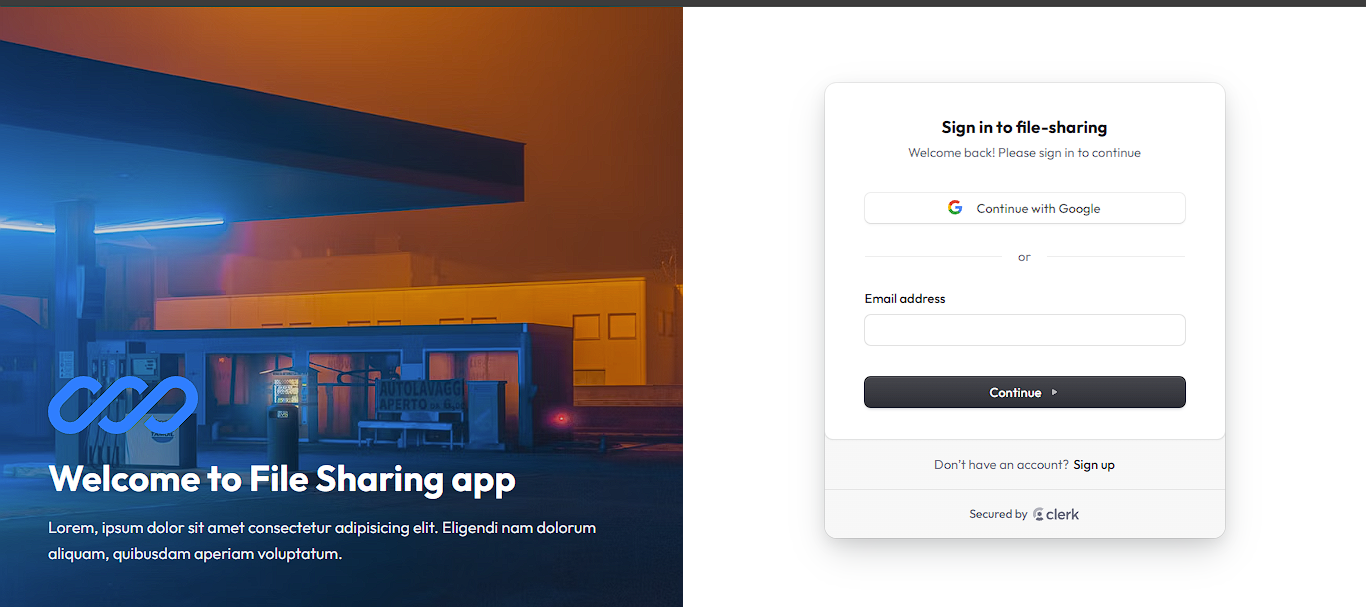 AUTOLAVAGG
APERTO
Welcome to File Sharing app
Lorem, ipsum dolor sit amet consectetur adipisicing elit. Eligendi nam dolorum
aliquam, quibusdam aperiam voluptatum.
Sign in to file-sharing
Welcome back! Please sign in to continue
Continue with Google
or
Email address
Continue
Don’t have an account? Sign up
Secured by clerk